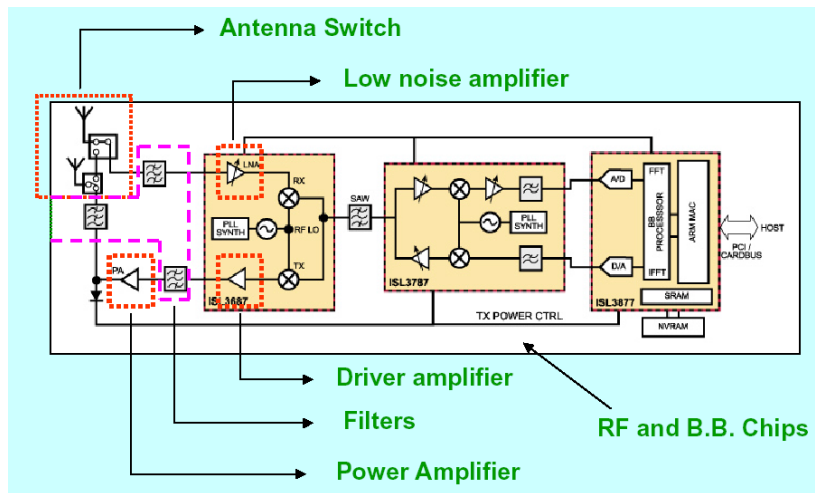 Antenna Switch
Low noise amplifier
LNA
RX
SAW
A/D
FFT
BB
PROCESSSOR
ARM MAC
PLL
SYNTH
RF LO
PLL
SYNTH
HOST
PCI /
CARDBUS
TX
D/A
IFFT
PA
ISL3687
ISL3787
ISL3877
SRAM
NVRAM
TX POWER CTRL
Driver amplifier
Filters
RF and B.B. Chips
Power Amplifier